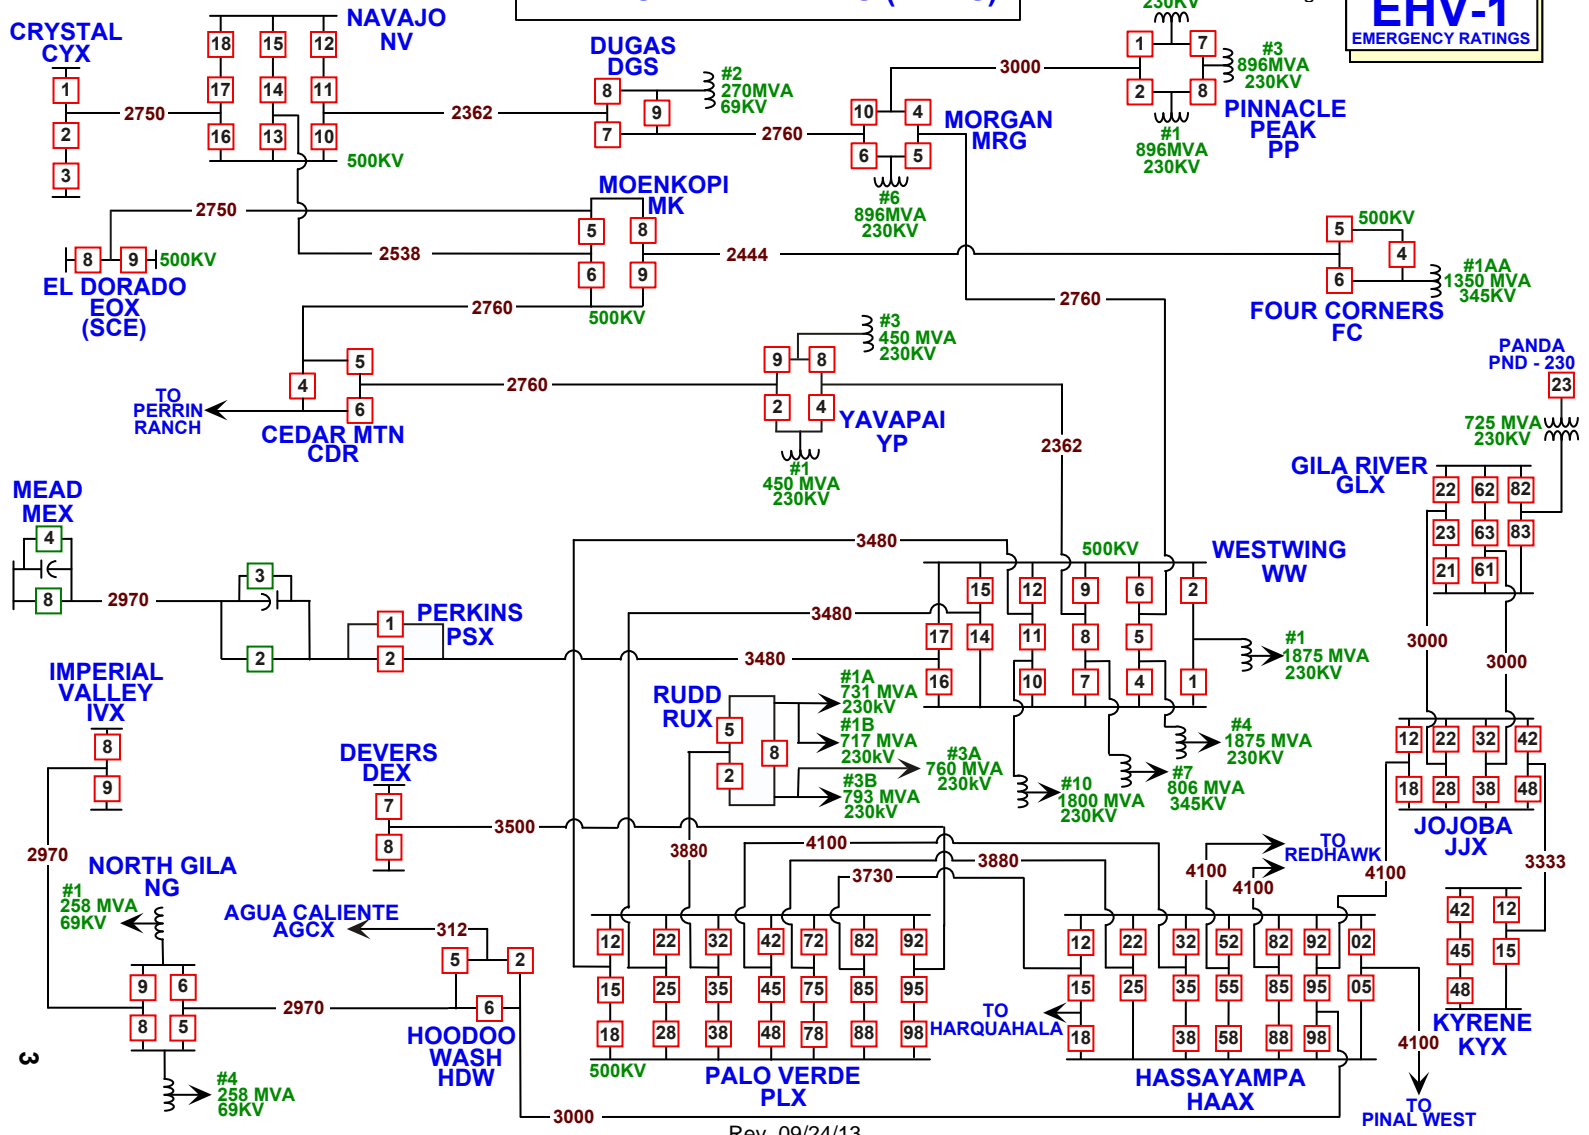 EHV-1
EMERGENCY RATINGS
230KV
CRYSTAL
CYX
1
2
3
2750
NAVAJO
NV
18
15
12
17
14
11
16
13
10
500KV
2362
DUGAS
DGS
8
9
7
#2
270MVA
69KV
2760
10
4
6
5
MORGAN
MRG
#6
896MVA
230KV
3000
1
7
2
8
#3
896MVA
230KV
#1
896MVA
230KV
PINNACLE
PEAK
PP
2750
8
9
500KV
EL DORADO
EOX
(SCE)
MOENKOPI
MK
5
8
6
9
500KV
2538
2444
2760
2760
5
4
6
500KV
#1AA
1350 MVA
345KV
FOUR CORNERS
FC
5
4
6
TO
PERRIN
RANCH
CEDAR MTN
CDR
2760
9
8
2
4
#3
450 MVA
230KV
YAVAPAI
YP
#1
450 MVA
230KV
2362
PANDA
PND - 230
23
725 MVA
230KV
GILA RIVER
GLX
22
62
82
23
63
83
21
61
3000
3000
MEAD
MEX
4
8
2970
3
2
PERKINS
PSX
1
2
3480
3480
3480
500KV
WESTWING
WW
15
12
9
6
2
17
14
11
8
5
16
10
7
4
1
#1
1875 MVA
230KV
#4
1875 MVA
230KV
#7
806 MVA
345KV
#10
1800 MVA
230KV
RUDD
RUX
5
8
2
#1A
731 MVA
230kV
#1B
717 MVA
230kV
#3A
760 MVA
230kV
#3B
793 MVA
230kV
IMPERIAL
VALLEY
IVX
8
9
2970
DEVERS
DEX
7
8
3500
3880
4100
3880
3730
12
22
32
42
18
28
38
48
JOJOBA
JJX
TO
REDHAWK
4100
4100
4100
3333
NORTH GILA
NG
#1
258 MVA
69KV
9
6
8
5
#4
258 MVA
69KV
2970
AGUA CALIENTE
AGCX
312
5
2
6
HOODOO
WASH
HDW
3000
12
22
32
42
72
82
92
15
25
35
45
75
85
95
18
28
38
48
78
88
98
500KV
PALO VERDE
PLX
12
22
32
52
82
92
02
15
25
35
55
85
95
05
18
38
58
88
98
TO
HARQUAHALA
HASSAYAMPA
HAAX
42
12
45
15
48
KYRENE
KYX
4100
TO
PINAL WEST
3